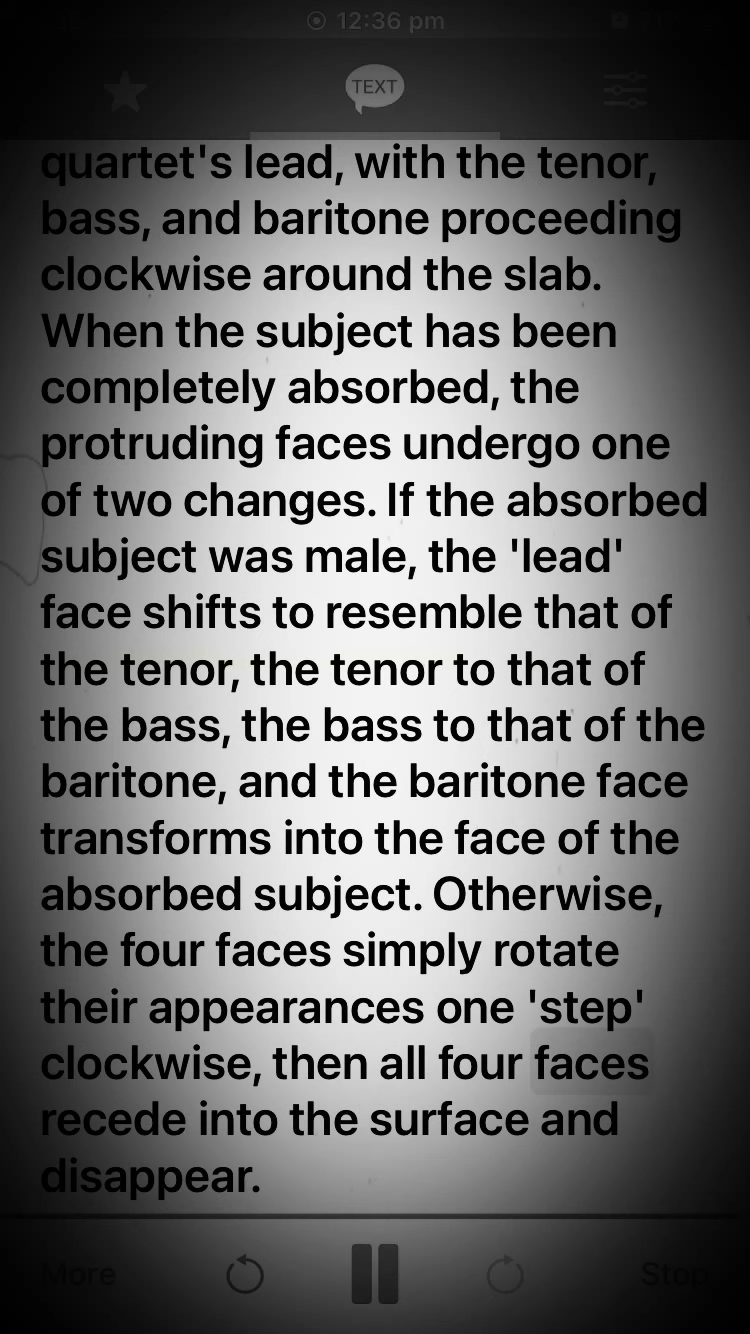 12:36 pm
TEXT
quartet's lead, with the tenor,
bass, and baritone proceeding
clockwise around the slab.
When the subject has been
completely absorbed, the
protruding faces undergo one
of two changes. If the absorbed
subject was male, the 'lead'
face shifts to resemble that of
the tenor, the tenor to that of
the bass, the bass to that of the
baritone, and the baritone face
transforms into the face of the
absorbed subject. Otherwise,
the four faces simply rotate
their appearances one 'step'
clockwise, then all four faces
recede into the surface and
disappear.
More
Stop